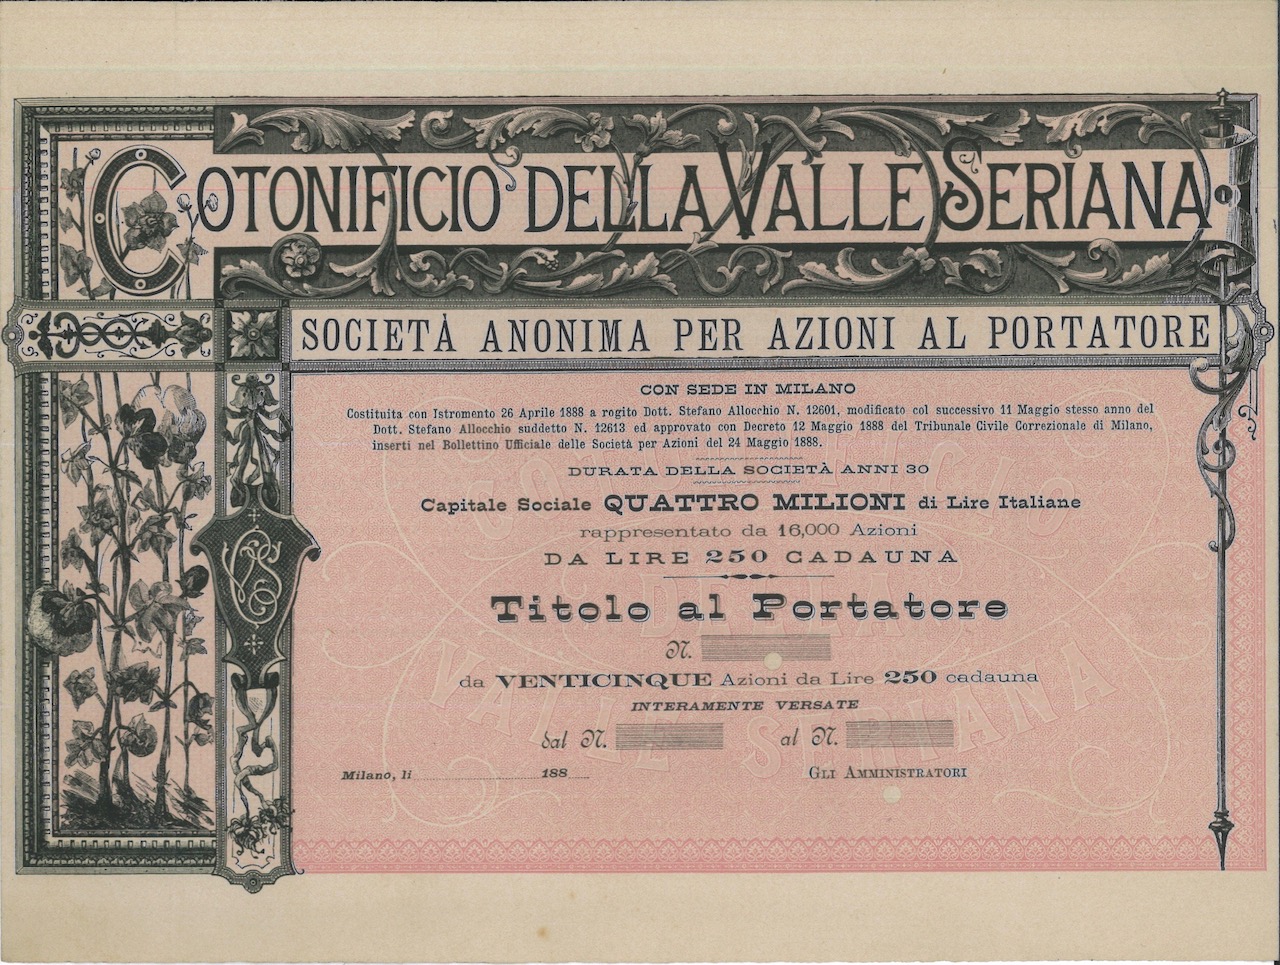 COTONIFICIO DELLA VALLE SERIANA
SOCIETÀ ANONIMA PER AZIONI AL PORTATORE
CON SEDE IN MILANO
Costituita con Istromento 26 Aprile 1888 a rogito Dott. Stefano Allocchio N. 12601, modificato col successivo 11 Maggio stesso anno del
Dott. Stefano Allocchio suddetto N. 12613 ed approvato con Decreto 12 Maggio 1888 del Tribunale Civile Correzionale di Milano,
inserti nel Bollettino Ufficiale delle Società per Azioni del 24 Maggio 1888.
DURATA DELLA SOCIETÀ ANNI 30
Capitale Sociale QUATTRO MILIONI di Lire Italiane
rappresentato da 16,000 Azioni
DA LIRE 250 CADAUNA
Titolo al Portatore
N.
da VENTICINQUE Azioni da Lire 250 cadauna
INTERAMENTE VERSATE
dal N. al N.
Milano, li 188
GLI AMMINISTRATORI
COTONIFICIO
DELLA
VALLE SERIANA
CVS